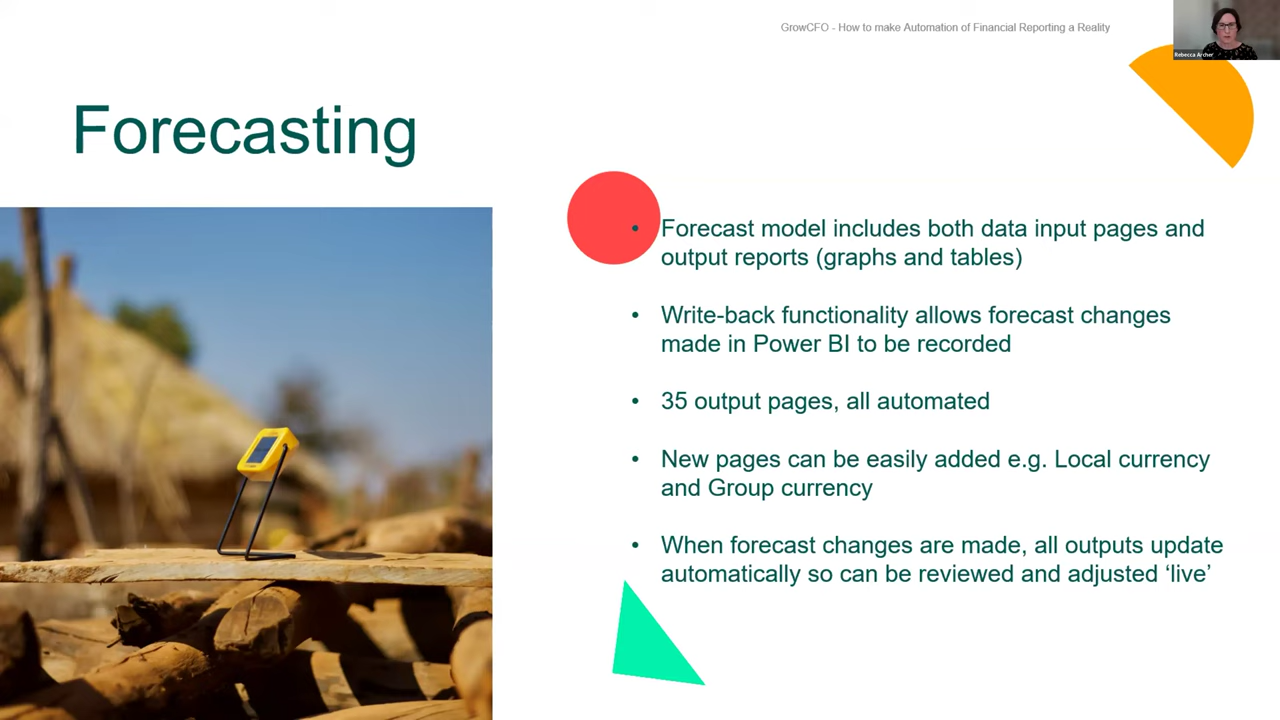 GrowCFO - How to make Automation of Financial Reporting a Reality
Rebecca Archer
Forecasting
• Forecast model includes both data input pages and
output reports (graphs and tables)
• Write-back functionality allows forecast changes
made in Power BI to be recorded
• 35 output pages, all automated
• New pages can be easily added e.g. Local currency
and Group currency
• When forecast changes are made, all outputs update
automatically so can be reviewed and adjusted ‘live’